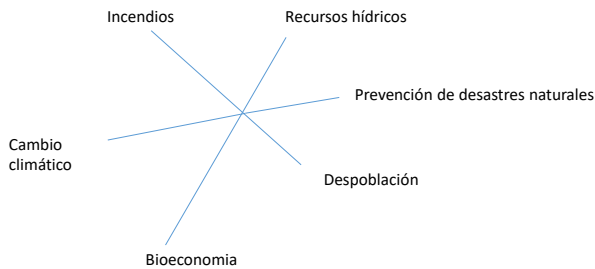 Incendios
Recursos hídricos
Prevención de desastres naturales
Cambio
climático
Despoblación
Bioeconomia